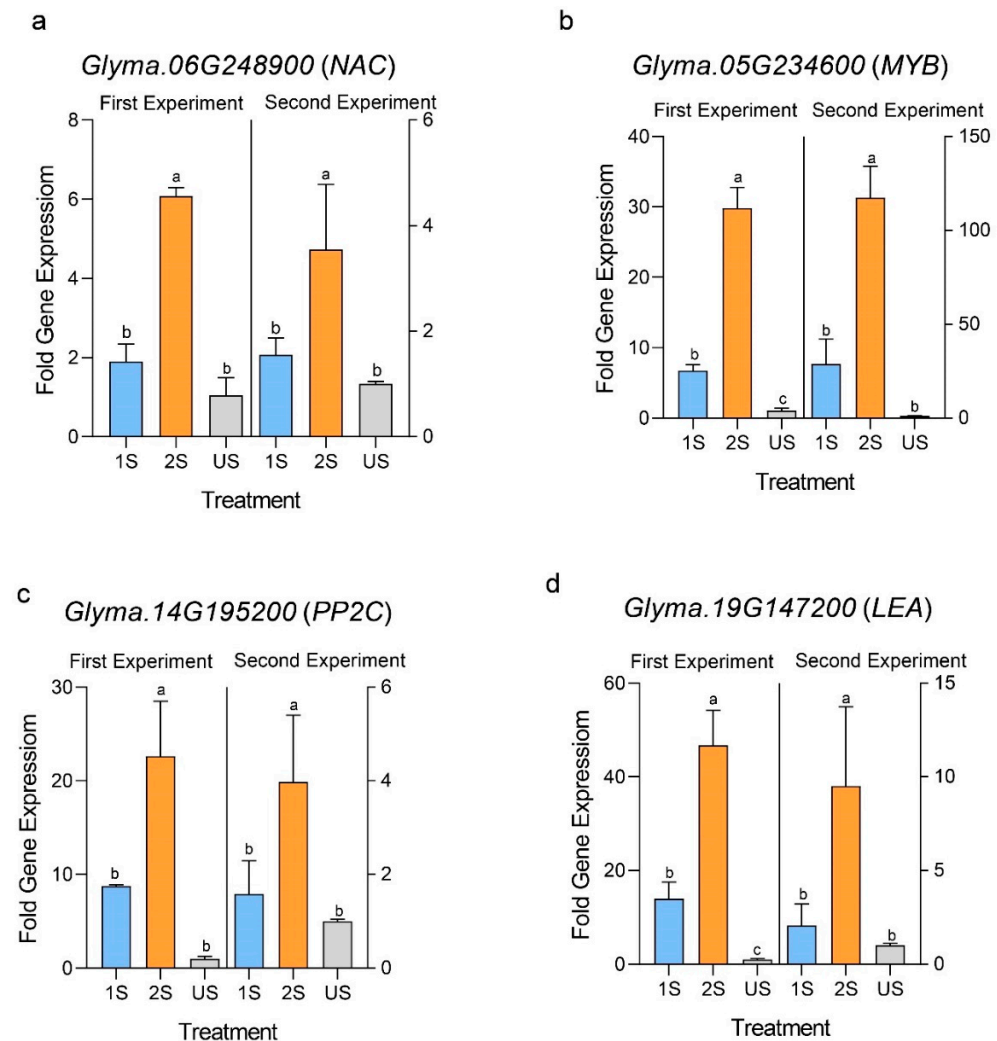 a
Glyma.06G248900 (NAC)
First Experiment Second Experiment
8
6
4
2
0
6
4
2
0
Fold Gene Expressiom
b
a
b
b
a
b
1S 2S US 1S 2S US
Treatment
b
Glyma.05G234600 (MYB)
First Experiment Second Experiment
40
30
20
10
0
150
100
50
0
Fold Gene Expressiom
b
a
c
b
a
b
1S 2S US 1S 2S US
Treatment
c
Glyma.14G195200 (PP2C)
First Experiment Second Experiment
30
20
10
0
6
4
2
0
Fold Gene Expressiom
b
a
b
b
a
b
1S 2S US 1S 2S US
Treatment
d
Glyma.19G147200 (LEA)
First Experiment Second Experiment
60
40
20
0
15
10
5
0
Fold Gene Expressiom
b
a
c
b
a
b
1S 2S US 1S 2S US
Treatment